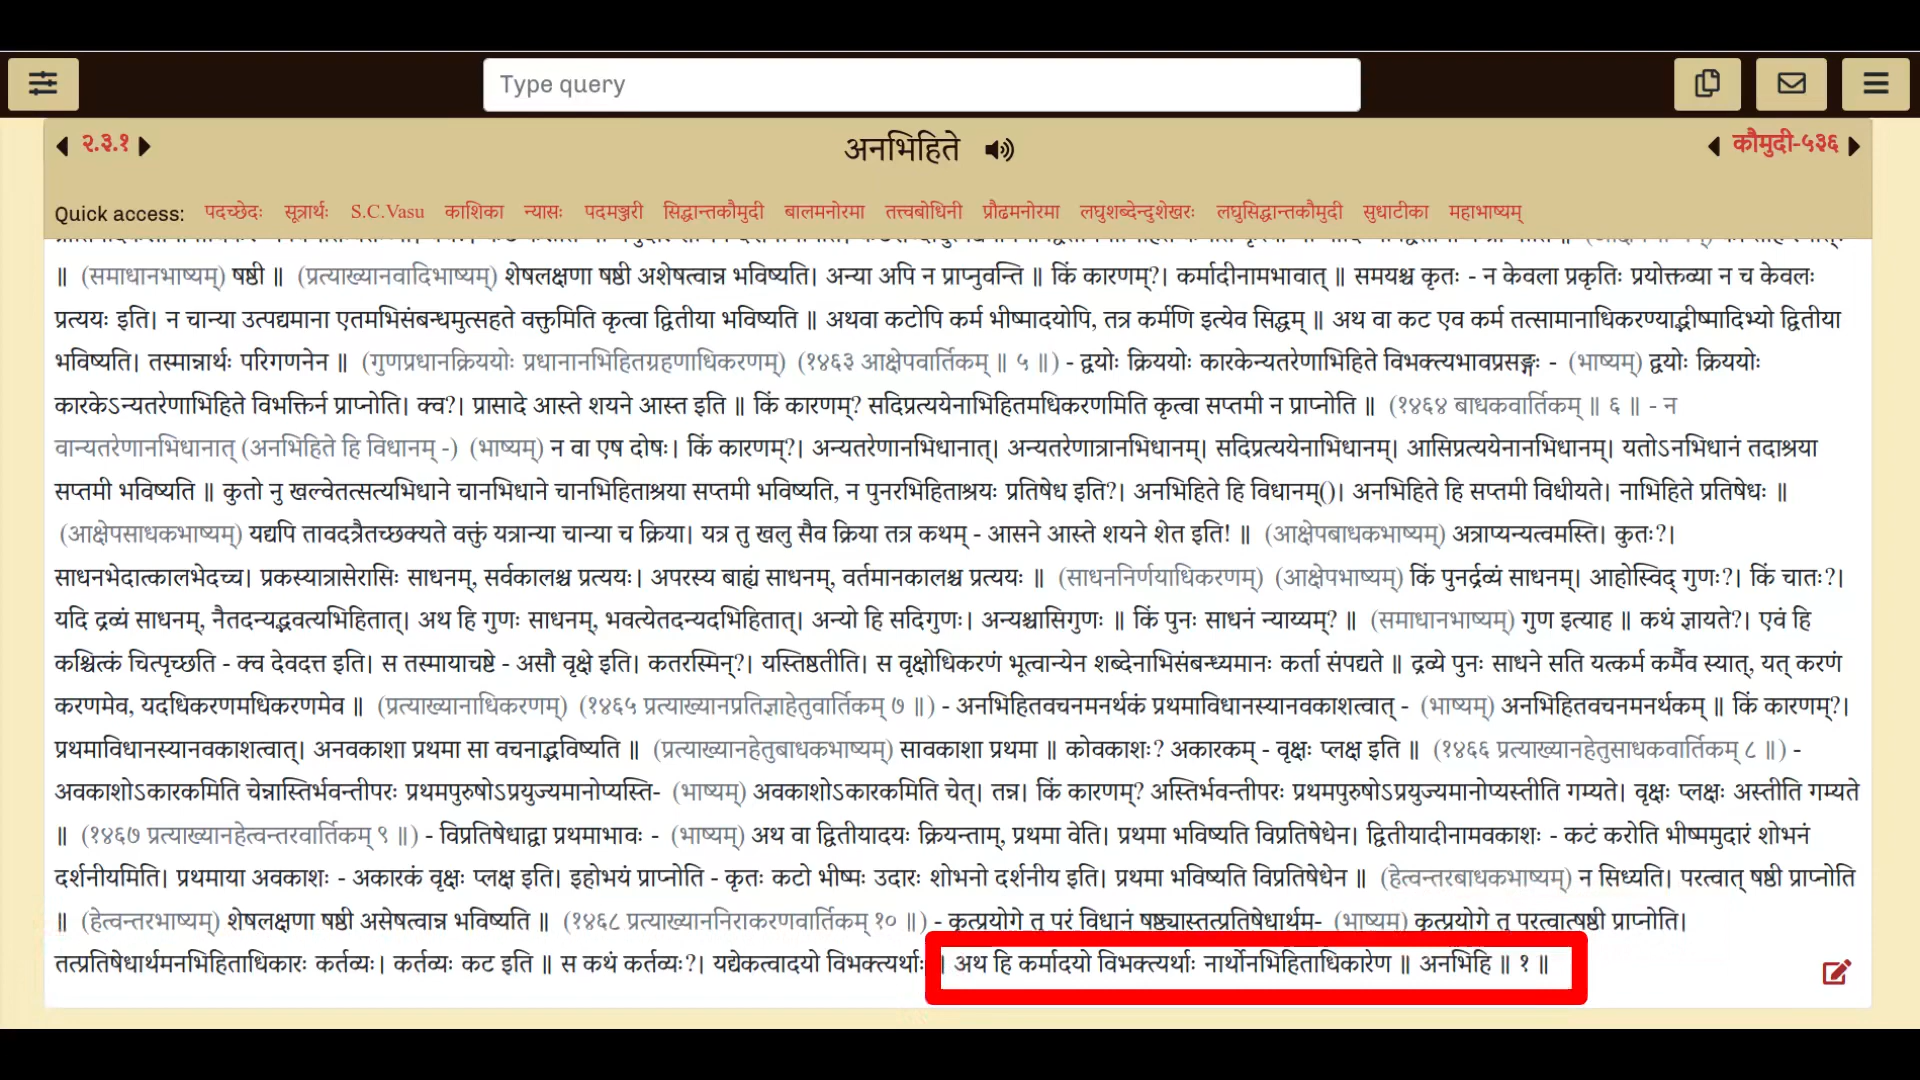 Type query
२.३.१
अनभिहिते
कौमुदी-५३६
Quick access: पदच्छेदः सूत्रार्थः S.C.Vasu काशिका न्यासः पदमञ्जरी सिद्धान्तकौमुदी बालमनोरमा तत्त्वबोधिनी प्रौढमनोरमा लघुशब्देन्दुशेखरः लघुसिद्धान्तकौमुदी सुधाटीका महाभाष्यम्
॥ (समाधानभाष्यम्) षष्ठी ॥ (प्रत्याख्यानवादिभाष्यम्) शेषलक्षणा षष्ठी अशेषत्वान्न भविष्यति। अन्या अपि न प्राप्नुवन्ति ॥ किं कारणम्?। कर्मादीनामभावात् ॥ समयश्च कृतः - न केवला प्रकृतिः प्रयोक्तव्या न च केवलः
प्रत्ययः इति। न चान्या उत्पद्यमाना एतमभिसंबन्धमुत्सहते वक्तुमिति कृत्वा द्वितीया भविष्यति ॥ अथवा कटोपि कर्म भीष्मादयोपि, तत्र कर्मणि इत्येव सिद्धम् ॥ अथ वा कट एव कर्म तत्सामानाधिकरण्याद्भीष्मादिभ्यो द्वितीया
भविष्यति। तस्मान्नार्थः परिगणनेन ॥ (गुणप्रधानक्रिययोः प्रधानानभिहितग्रहणाधिकरणम्) (१४६३ आक्षेपवार्तिकम् ॥ ५ ॥) - द्वयोः क्रिययोः कारकेन्यतरेणाभिहिते विभक्त्यभावप्रसङ्गः - (भाष्यम्) द्वयोः क्रिययोः
कारकेऽन्यतरेणाभिहिते विभक्तिर्न प्राप्नोति। क्व?। प्रासादे आस्ते शयने आस्त इति ॥ किं कारणम्? सदिप्रत्ययेनाभिहितमधिकरणमिति कृत्वा सप्तमी न प्राप्नोति ॥ (१४६४ बाधकवार्तिकम् ॥ ६ ॥ - न
वान्यतरेणानभिधानात् (अनभिहिते हि विधानम् -) (भाष्यम्) न वा एष दोषः। किं कारणम्?। अन्यतरेणानभिधानात्। अन्यतरेणात्रानभिधानम्। सदिप्रत्ययेनाभिधानम्। आसिप्रत्ययेनानभिधानम्। यतोऽनभिधानं तदाश्रया
सप्तमी भविष्यति ॥ कुतो नु खल्वेतत्सत्यभिधाने चानभिधाने चानभिहिताश्रया सप्तमी भविष्यति, न पुनरभिहिताश्रयः प्रतिषेध इति?। अनभिहिते हि विधानम्()। अनभिहिते हि सप्तमी विधीयते। नाभिहिते प्रतिषेधः ॥
(आक्षेपसाधकभाष्यम्) यद्यपि तावदत्रैतच्छक्यते वक्तुं यत्रान्या चान्या च क्रिया। यत्र तु खलु सैव क्रिया तत्र कथम् - आसने आस्ते शयने शेत इति! ॥ (आक्षेपबाधकभाष्यम्) अत्राप्यन्यत्वमस्ति। कुतः?।
साधनभेदात्कालभेदच्च। प्रकस्यात्रासेरासिः साधनम्, सर्वकालश्च प्रत्ययः। अपरस्य बाह्यं साधनम्, वर्तमानकालश्च प्रत्ययः ॥ (साधननिर्णयाधिकरणम्) (आक्षेपभाष्यम्) किं पुनर्द्रव्यं साधनम्। आहोस्विद् गुणः?। किं चातः?।
यदि द्रव्यं साधनम्, नैतदन्यद्भवत्यभिहितात्। अथ हि गुणः साधनम्, भवत्येतदन्यदभिहितात्। अन्यो हि सदिगुणः। अन्यश्चासिगुणः ॥ किं पुनः साधनं न्याय्यम्? ॥ (समाधानभाष्यम्) गुण इत्याह ॥ कथं ज्ञायते?। एवं हि
कश्चित्कं चित्पृच्छति - क्व देवदत्त इति। स तस्मायाचष्टे - असौ वृक्षे इति। कतरस्मिन्?। यस्तिष्ठतीति। स वृक्षोधिकरणं भूत्वान्येन शब्देनाभिसंबन्ध्यमानः कर्ता संपद्यते ॥ द्रव्ये पुनः साधने सति यत्कर्म कर्मैव स्यात्, यत् करणं
करणमेव, यदधिकरणमधिकरणमेव ॥ (प्रत्याख्यानाधिकरणम्) (१४६५ प्रत्याख्यानप्रतिज्ञाहेतुवार्तिकम् ७ ॥) - अनभिहितवचनमनर्थकं प्रथमाविधानस्यानवकाशत्वात् - (भाष्यम्) अनभिहितवचनमनर्थकम् ॥ किं कारणम्?।
प्रथमाविधानस्यानवकाशत्वात्। अनवकाशा प्रथमा सा वचनाद्भविष्यति ॥ (प्रत्याख्यानहेतुबाधकभाष्यम्) सावकाशा प्रथमा ॥ कोवकाशः? अकारकम् - वृक्षः प्लक्ष इति ॥ (१४६६ प्रत्याख्यानहेतुसाधकवार्तिकम् ८ ॥) -
अवकाशोऽकारकमिति चेन्नास्तिर्भवन्तीपरः प्रथमपुरुषोऽप्रयुज्यमानोप्यस्ति- (भाष्यम्) अवकाशोऽकारकमिति चेत्। तन्न। किं कारणम्? अस्तिर्भवन्तीपरः प्रथमपुरुषोऽप्रयुज्यमानोप्यस्तीति गम्यते। वृक्षः प्लक्षः अस्तीति गम्यते
॥ (१४६७ प्रत्याख्यानहेत्वन्तरवार्तिकम् ९ ॥) - विप्रतिषेधाद्वा प्रथमाभावः - (भाष्यम्) अथ वा द्वितीयादयः क्रियन्ताम्, प्रथमा वेति। प्रथमा भविष्यति विप्रतिषेधेन। द्वितीयादीनामवकाशः - कटं करोति भीष्ममुदारं शोभनं
दर्शनीयमिति। प्रथमाया अवकाशः - अकारकं वृक्षः प्लक्ष इति। इहोभयं प्राप्नोति - कृतः कटो भीष्मः उदारः शोभनो दर्शनीय इति। प्रथमा भविष्यति विप्रतिषेधेन ॥ (हेत्वन्तरबाधकभाष्यम्) न सिध्यति। परत्वात् षष्ठी प्राप्नोति
॥ (हेत्वन्तरभाष्यम्) शेषलक्षणा षष्ठी असेषत्वान्न भविष्यति ॥ (१४६८ प्रत्याख्याननिराकरणवार्तिकम् १० ॥) - कृत्प्रयोगे तु परं विधानं षष्ठ्यास्तत्प्रतिषेधार्थम- (भाष्यम्) कृत्प्रयोगे तु परत्वात्षष्ठी प्राप्नोति।
तत्प्रतिषेधार्थमनभिहिताधिकारः कर्तव्यः। कर्तव्यः कट इति ॥ स कथं कर्तव्यः?। यद्येकत्वादयो विभक्त्यर्थाः। अथ हि कर्मादयो विभक्त्यर्थाः नार्थोनभिहिताधिकारेण ॥ अनभिहि ॥ १ ॥